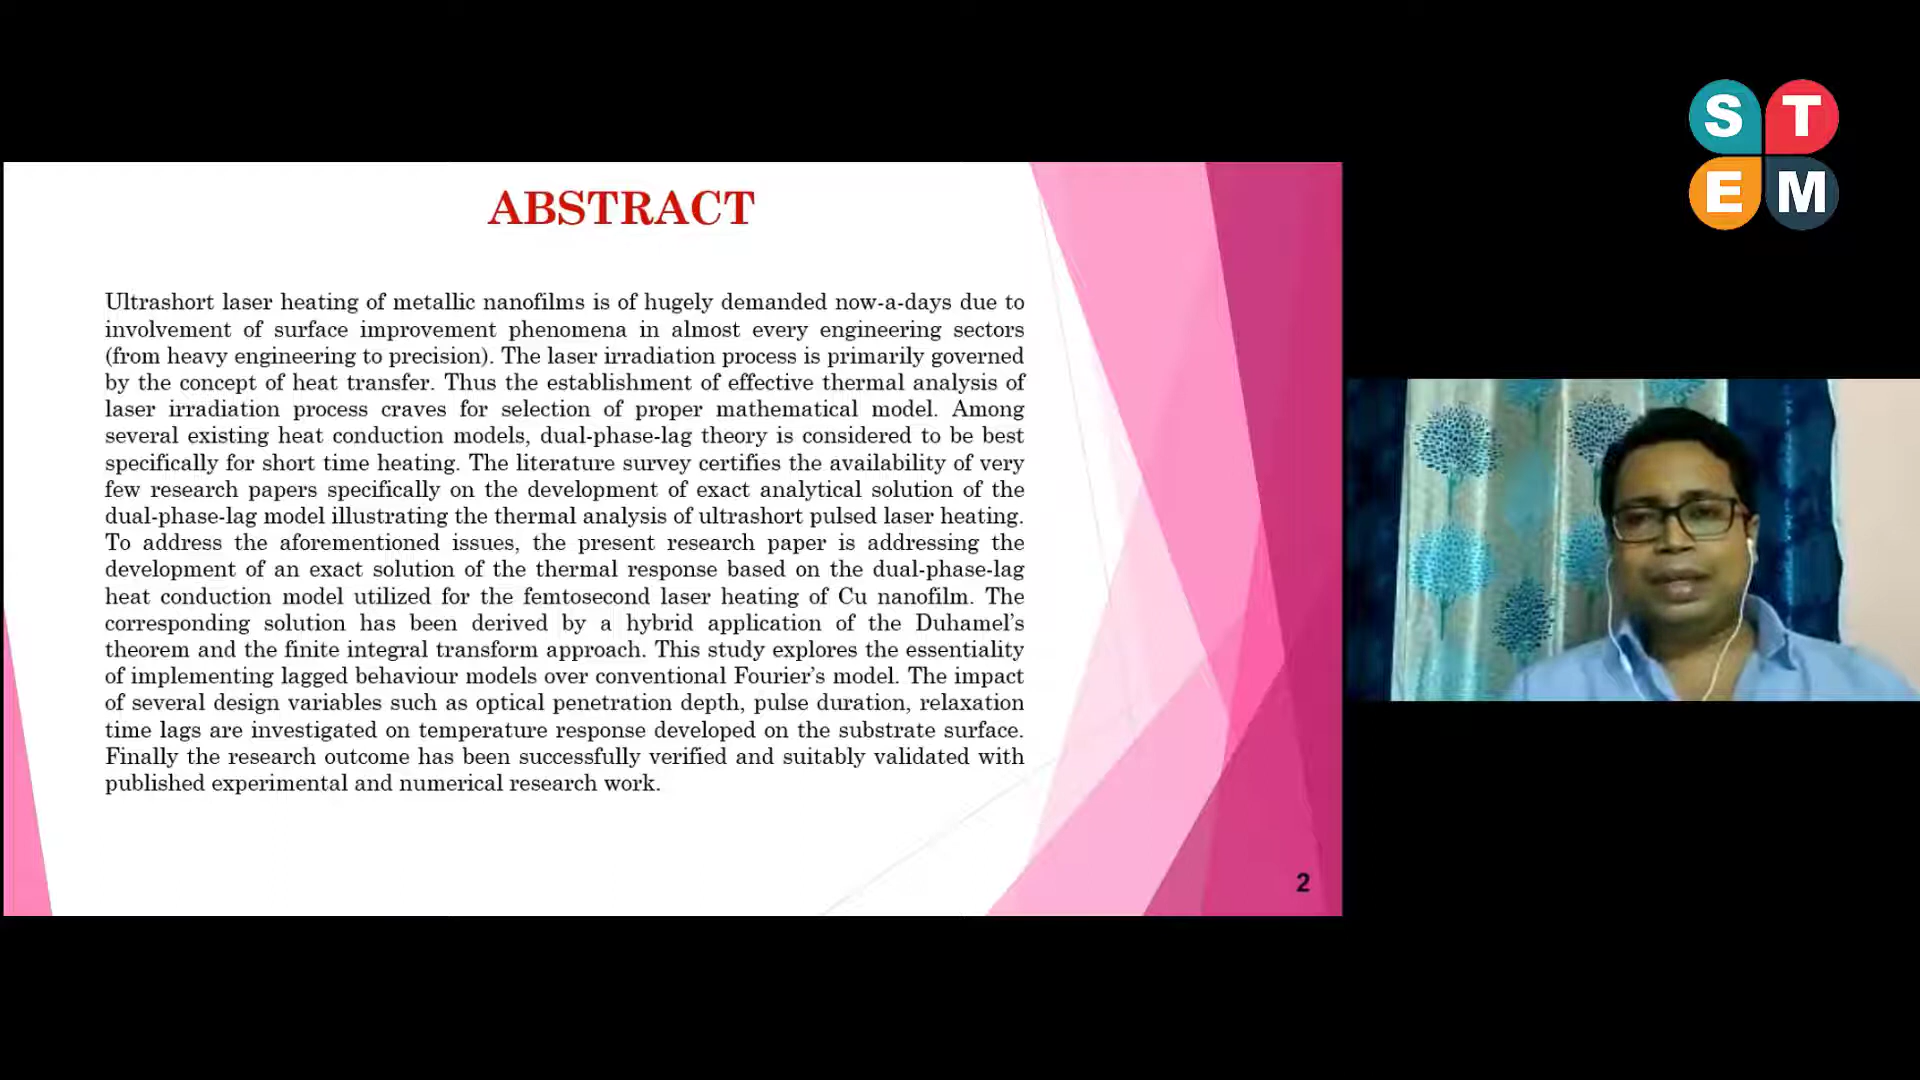 ABSTRACT
Ultrashort laser heating of metallic nanofilms is of hugely demanded now-a-days due to
involvement of surface improvement phenomena in almost every engineering sectors
(from heavy engineering to precision). The laser irradiation process is primarily governed
by the concept of heat transfer. Thus the establishment of effective thermal analysis of
laser irradiation process craves for selection of proper mathematical model. Among
several existing heat conduction models, dual-phase-lag theory is considered to be best
specifically for short time heating. The literature survey certifies the availability of very
few research papers specifically on the development of exact analytical solution of the
dual-phase-lag model illustrating the thermal analysis of ultrashort pulsed laser heating.
To address the aforementioned issues, the present research paper is addressing the
development of an exact solution of the thermal response based on the dual-phase-lag
heat conduction model utilized for the femtosecond laser heating of Cu nanofilm. The
corresponding solution has been derived by a hybrid application of the Duhamel's
theorem and the finite integral transform approach. This study explores the essentiality
of implementing lagged behaviour models over conventional Fourier's model. The impact
of several design variables such as optical penetration depth, pulse duration, relaxation
time lags are investigated on temperature response developed on the substrate surface.
Finally the research outcome has been successfully verified and suitably validated with
published experimental and numerical research work.
2
S T
E M